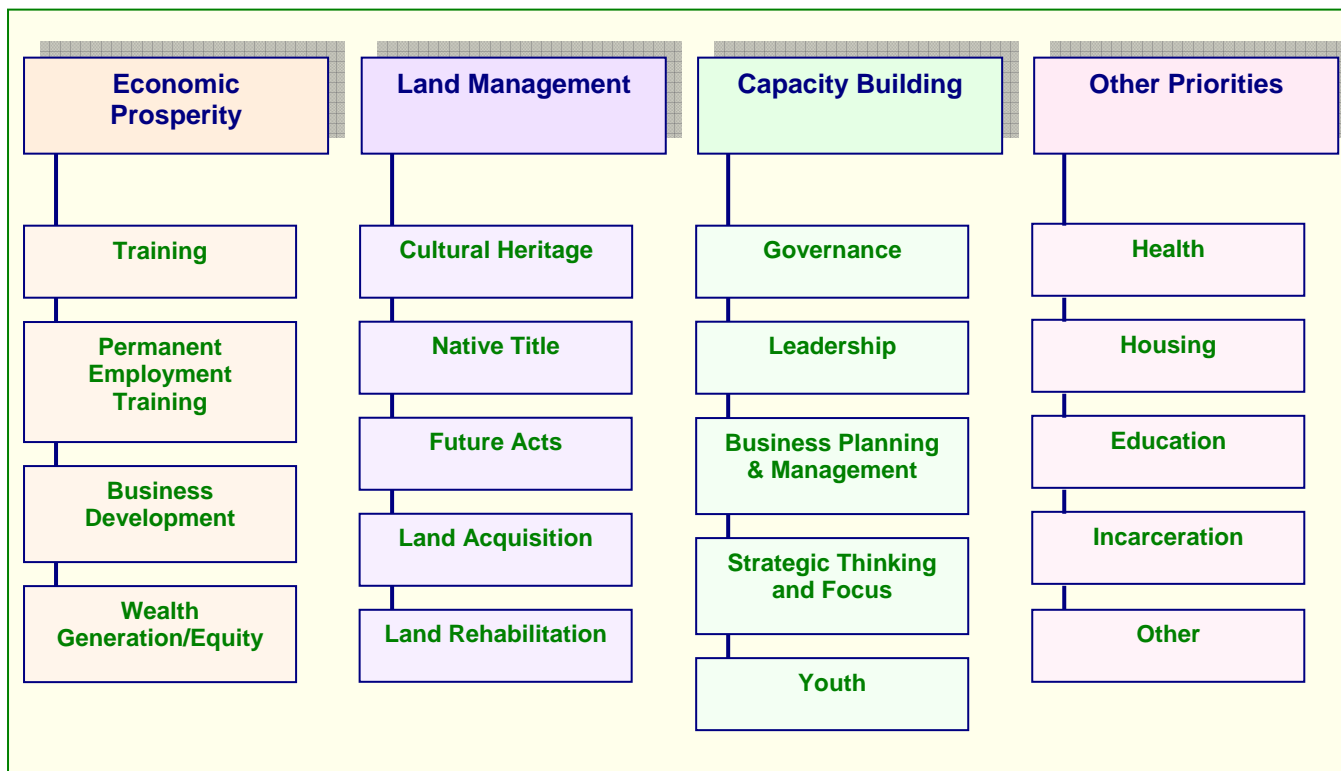 Economic
Prosperity
Training
Permanent
Employment
Training
Business
Development
Wealth
Generation/Equity
Land Management
Cultural Heritage
Native Title
Future Acts
Land Acquisition
Land Rehabilitation
Capacity Building
Governance
Leadership
Business Planning
& Management
Strategic Thinking
and Focus
Youth
Other Priorities
Health
Housing
Education
Incarceration
Other